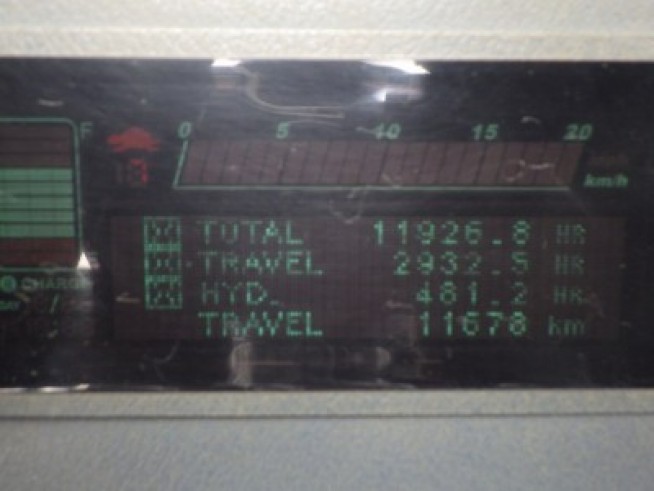 F
0 5 10 15 20
km/h
TOTAL 11926.8 HR
TRAVEL 2932.5 HR
HYD. 481.2 HR
TRAVEL 11678 km
CHARGE